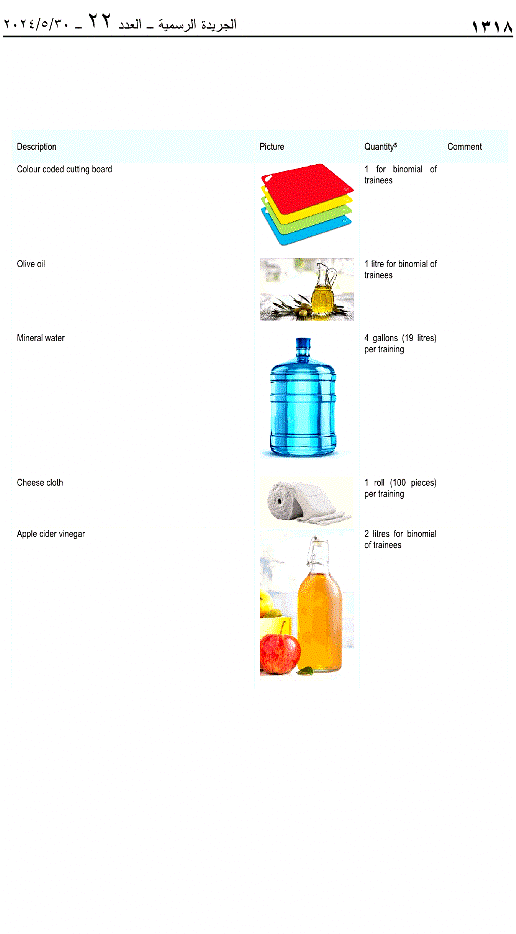 ١٣١٨ الجريدة الرسمية – العدد ٢٢ – ٢٠٢٤/٥/٣٠
Description Picture Quantity⁵ Comment
Colour coded cutting board 1 for binomial of
trainees
Olive oil 1 litre for binomial of
trainees
Mineral water 4 gallons (19 litres)
per training
Cheese cloth 1 roll (100 pieces)
per training
Apple cider vinegar 2 litres for binomial
of trainees